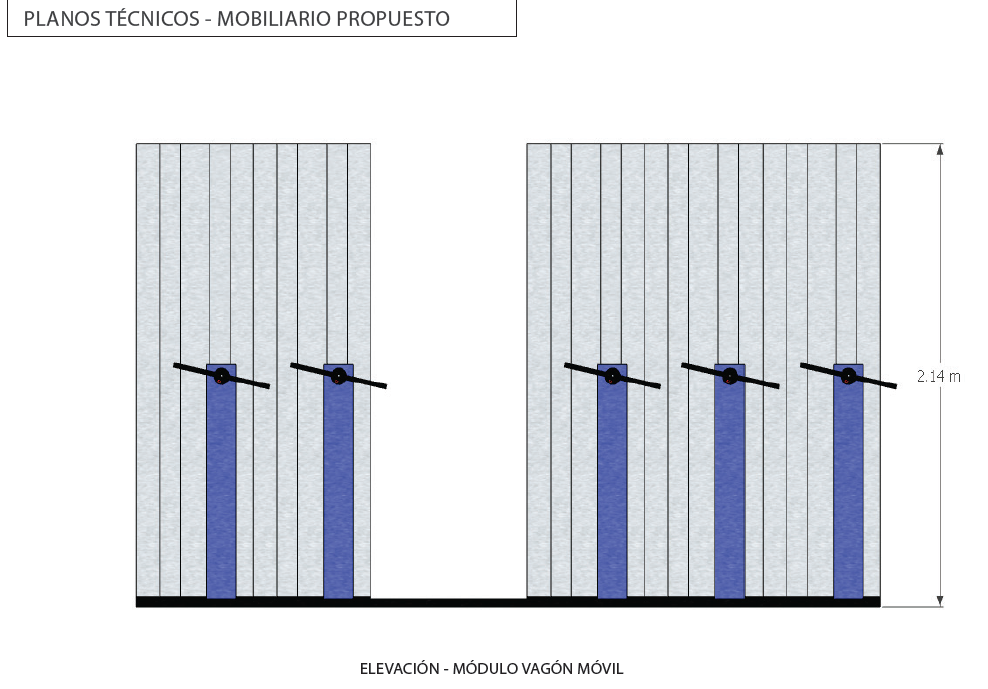 PLANOS TÉCNICOS - MOBILIARIO PROPUESTO
2.14 m
ELEVACIÓN - MÓDULO VAGÓN MÓVIL